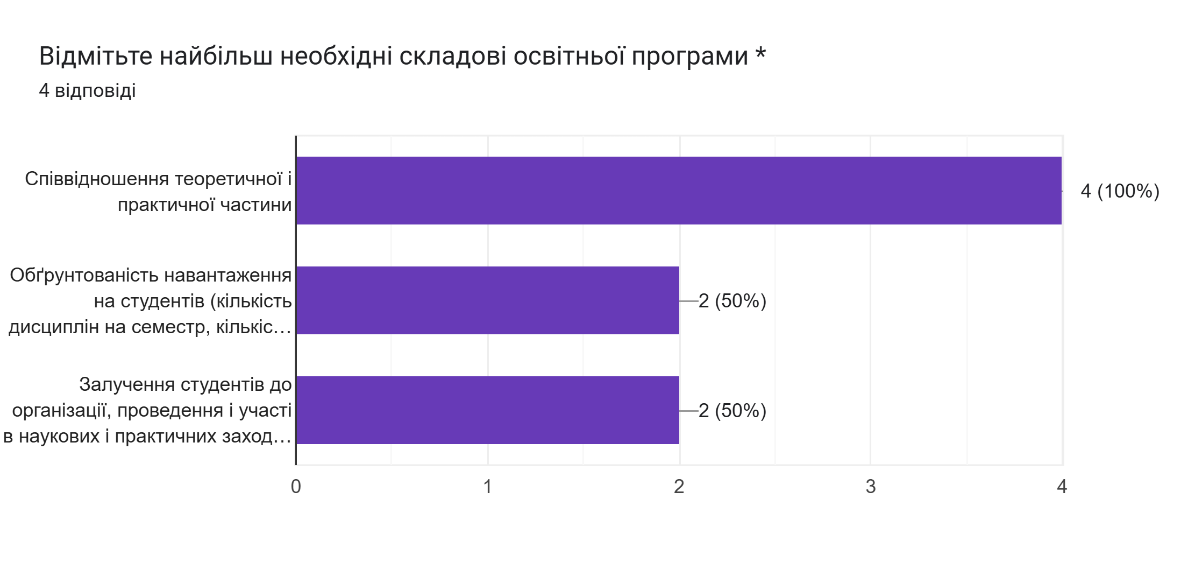 Відмітьте найбільш необхідні складові освітньої програми *
4 відповіді
Співвідношення теоретичної і
практичної частини
4 (100%)
Обґрунтованість навантаження
на студентів (кількість
дисциплін на семестр, кількіс…
2 (50%)
Залучення студентів до
організації, проведення і участі
в наукових і практичних заход…
2 (50%)
0 1 2 3 4